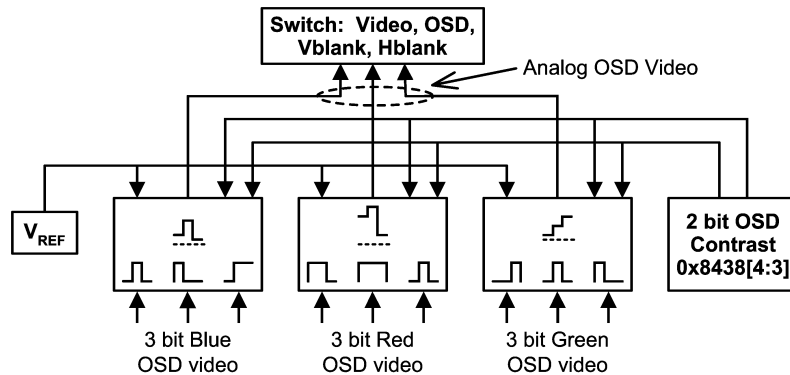 Switch: Video, OSD,
Vblank, Hblank
Analog OSD Video
VREF
2 bit OSD
Contrast
0x8438[4:3]
3 bit Blue
OSD video
3 bit Red
OSD video
3 bit Green
OSD video